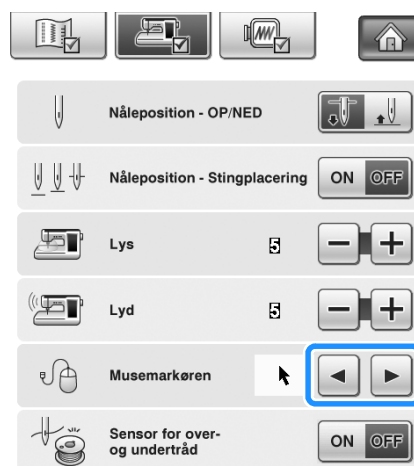 Nåleposition - OP/NED
Nåleposition - Stingplacering ON OFF
Lys 5
Lyd 5
Musemarkøren
Sensor for over-
og undertråd ON OFF